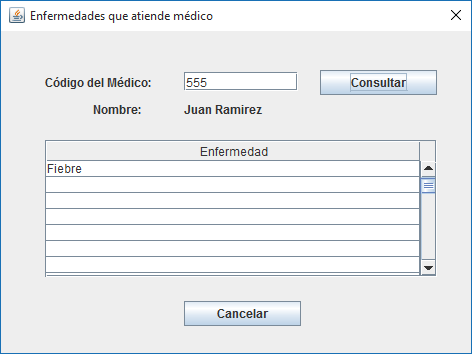 Enfermedades que atiende médico
Código del Médico: 555 Consultar
Nombre: Juan Ramirez
Enfermedad
Fiebre
Cancelar